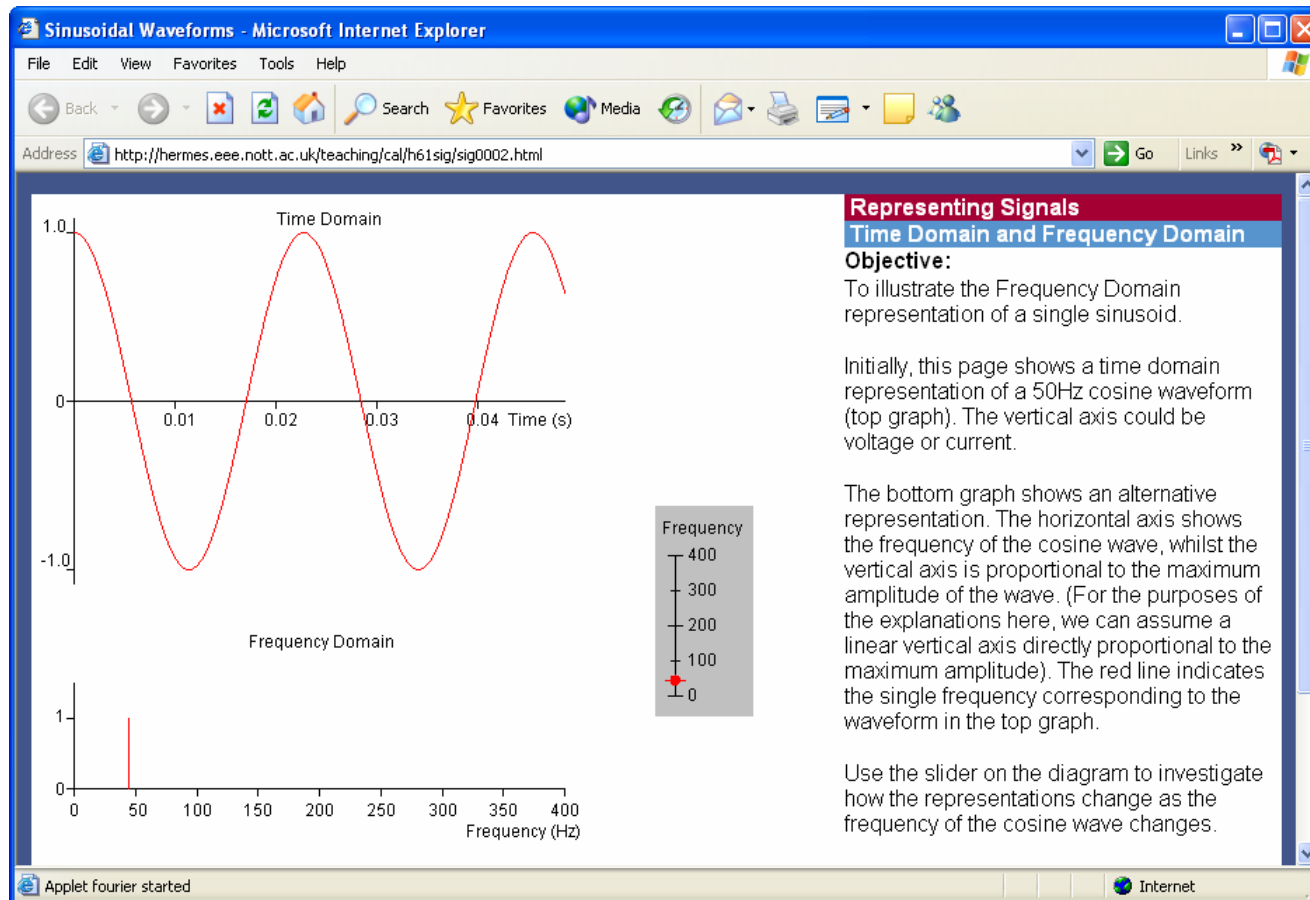 Sinusoidal Waveforms - Microsoft Internet Explorer
File Edit View Favorites Tools Help
Back Search Favorites Media
Address http://hermes.eee.nott.ac.uk/teaching/cal/h61sig/sig0002.html Go Links »
Time Domain
1.0
0
0.01 0.02 0.03 0.04 Time (s)
-1.0
Frequency
400
300
200
100
0
Frequency Domain
1
0
0 50 100 150 200 250 300 350 400
Frequency (Hz)
Representing Signals
Time Domain and Frequency Domain
Objective:
To illustrate the Frequency Domain
representation of a single sinusoid.
Initially, this page shows a time domain
representation of a 50Hz cosine waveform
(top graph). The vertical axis could be
voltage or current.
The bottom graph shows an alternative
representation. The horizontal axis shows
the frequency of the cosine wave, whilst the
vertical axis is proportional to the maximum
amplitude of the wave. (For the purposes of
the explanations here, we can assume a
linear vertical axis directly proportional to the
maximum amplitude). The red line indicates
the single frequency corresponding to the
waveform in the top graph.
Use the slider on the diagram to investigate
how the representations change as the
frequency of the cosine wave changes.
Applet fourier started Internet